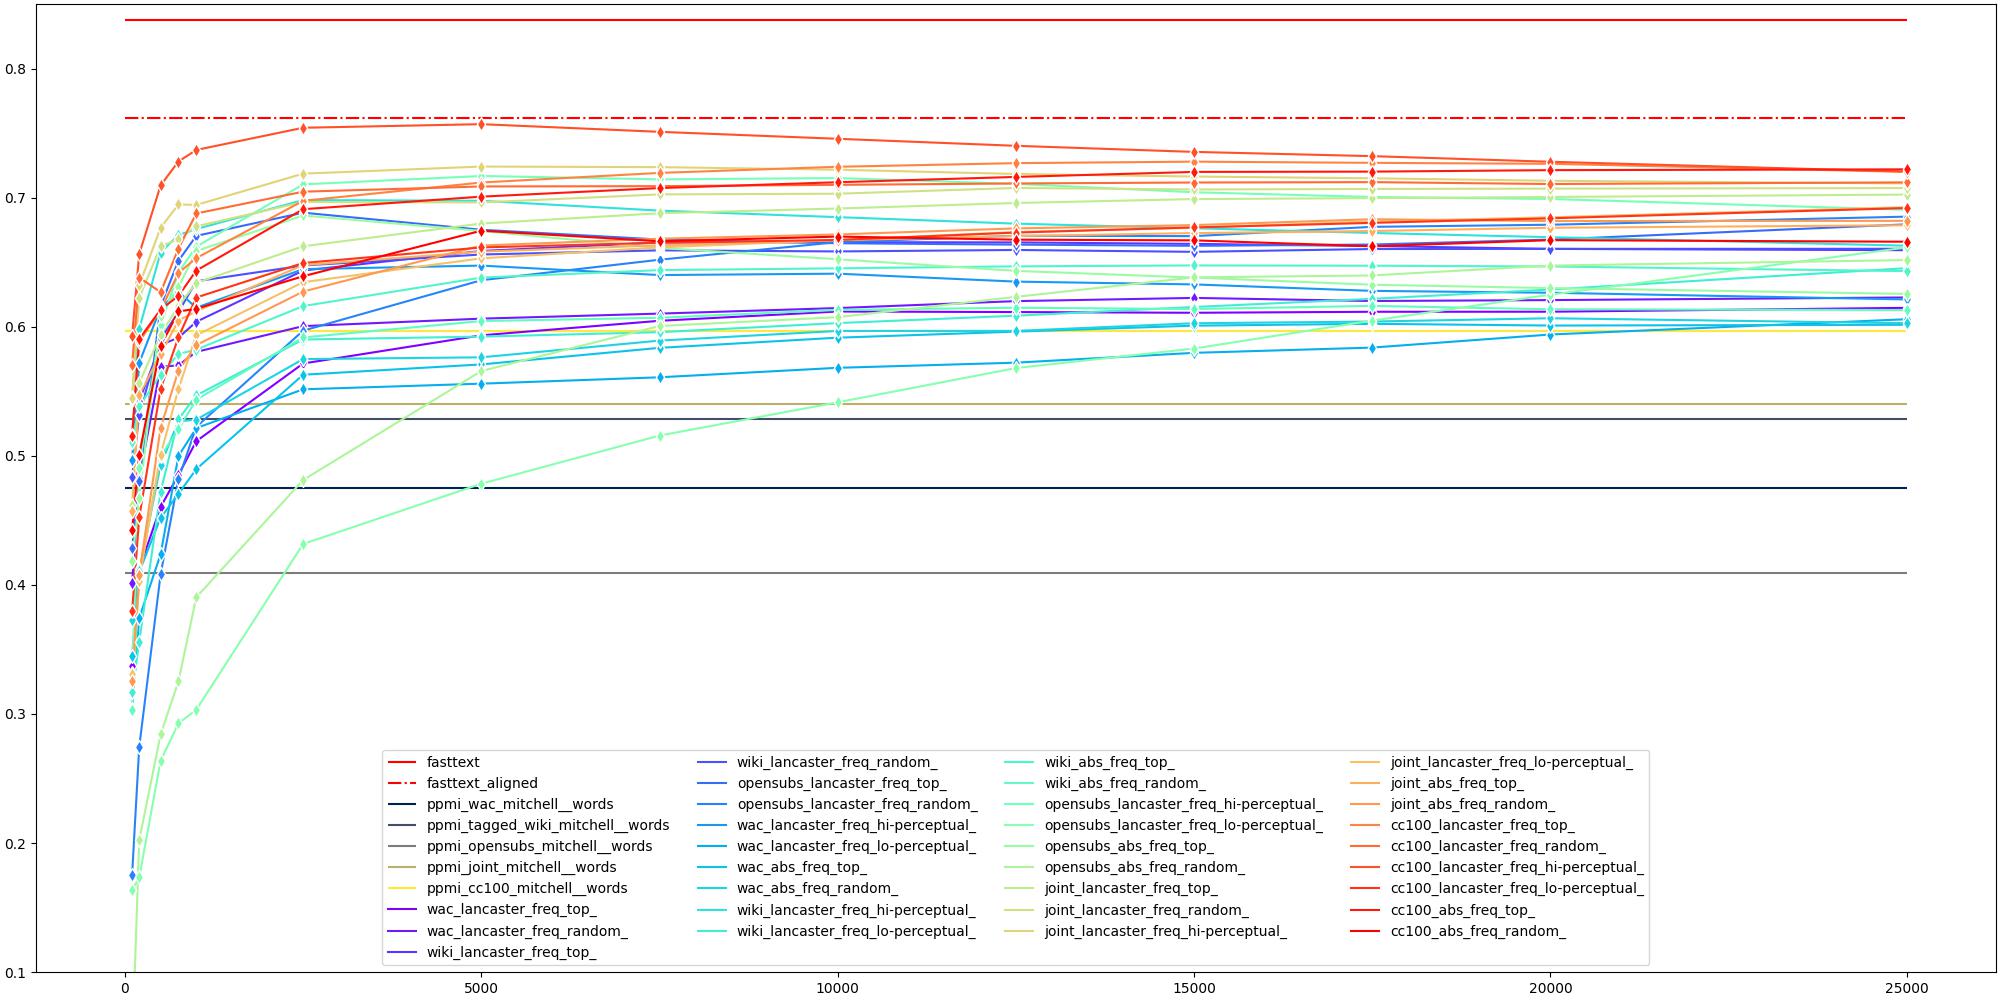 0.8
0.7
0.6
0.5
0.4
0.3
0.2
0.1
0
5000
10000
15000
20000
25000
fasttext
fasttext_aligned
ppmi_wac_mitchell__words
ppmi_tagged_wiki_mitchell__words
ppmi_opensubs_mitchell__words
ppmi_joint_mitchell__words
ppmi_cc100_mitchell__words
wac_lancaster_freq_top_
wac_lancaster_freq_random_
wiki_lancaster_freq_top_
wiki_lancaster_freq_random_
opensubs_lancaster_freq_top_
opensubs_lancaster_freq_random_
wac_lancaster_freq_hi-perceptual_
wac_lancaster_freq_lo-perceptual_
wac_abs_freq_top_
wac_abs_freq_random_
wiki_lancaster_freq_hi-perceptual_
wiki_lancaster_freq_lo-perceptual_
wiki_abs_freq_top_
wiki_abs_freq_random_
opensubs_lancaster_freq_hi-perceptual_
opensubs_lancaster_freq_lo-perceptual_
opensubs_abs_freq_top_
opensubs_abs_freq_random_
joint_lancaster_freq_top_
joint_lancaster_freq_random_
joint_lancaster_freq_hi-perceptual_
joint_lancaster_freq_lo-perceptual_
joint_abs_freq_top_
joint_abs_freq_random_
cc100_lancaster_freq_top_
cc100_lancaster_freq_random_
cc100_lancaster_freq_hi-perceptual_
cc100_lancaster_freq_lo-perceptual_
cc100_abs_freq_top_
cc100_abs_freq_random_